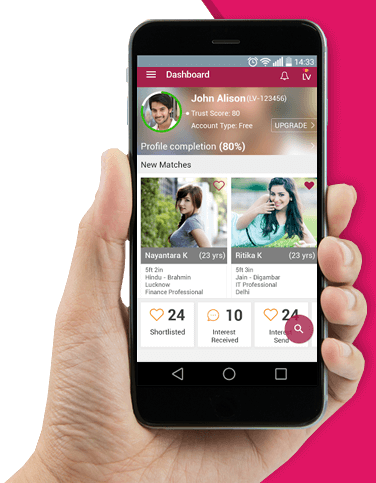 14:33
Dashboard
LV
John Alison (LV-123456)
Trust Score: 80
Account Type: Free
UPGRADE
Profile completion (80%)
New Matches
Nayantara K (23 yrs)
Ritika K (23 yrs)
5ft 2in
Hindu - Brahmin
Lucknow
Finance Professional
5ft 3in
Jain - Digambar
IT Professional
Delhi
24
Shortlisted
10
Interest
Received
24
Interes
Send